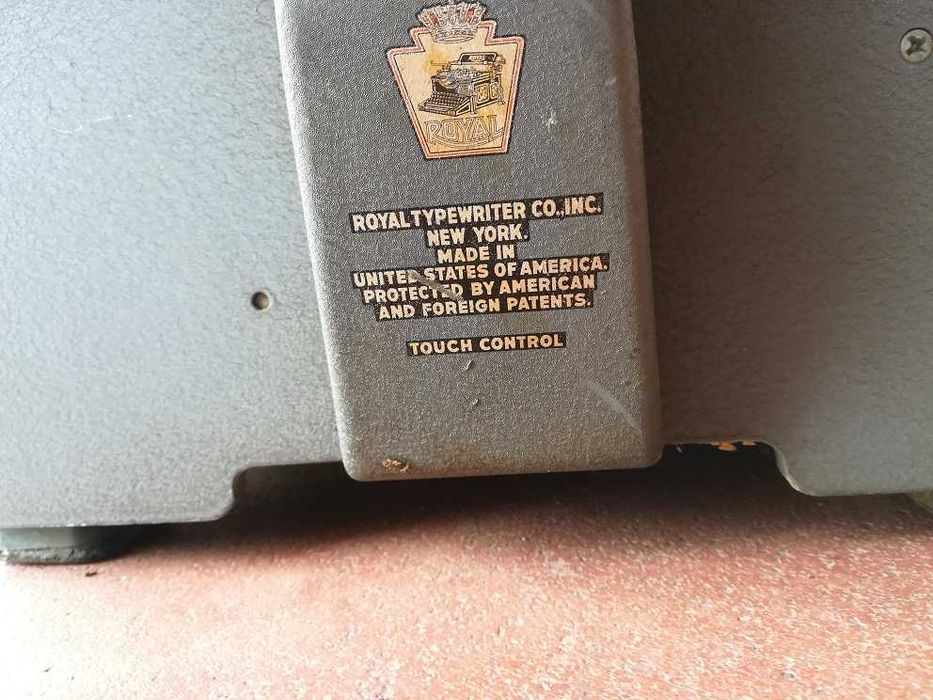 ROYAL
ROYAL TYPEWRITER CO., INC.
NEW YORK.
MADE IN
UNITED STATES OF AMERICA.
PROTECTED BY AMERICAN
AND FOREIGN PATENTS.
TOUCH CONTROL